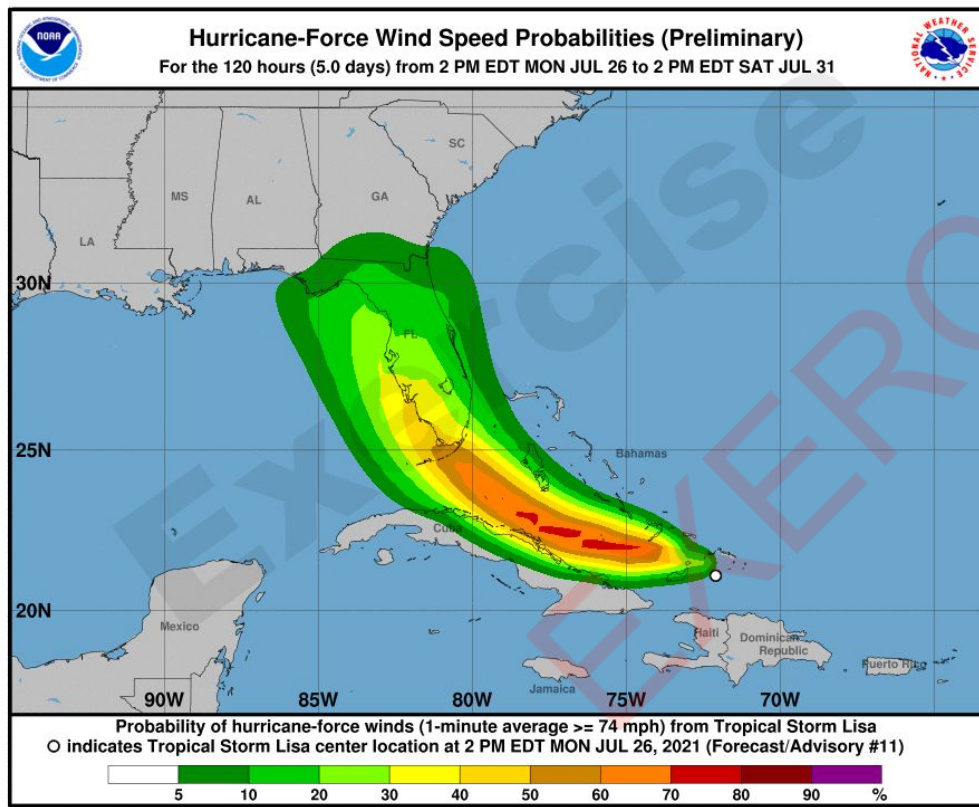 NOAA
Hurricane-Force Wind Speed Probabilities (Preliminary)
For the 120 hours (5.0 days) from 2 PM EDT MON JUL 26 to 2 PM EDT SAT JUL 31
SC
MS
AL
GA
LA
30N
FL
Exercise
25N
Bahamas
EXERC
Cuba
20N
Mexico
Haiti
Dominican
Republic
Puerto Rico
Jamaica
90W
85W
80W
75W
70W
Probability of hurricane-force winds (1-minute average >= 74 mph) from Tropical Storm Lisa
indicates Tropical Storm Lisa center location at 2 PM EDT MON JUL 26, 2021 (Forecast/Advisory #11)
5 10 20 30 40 50 60 70 80 90 %